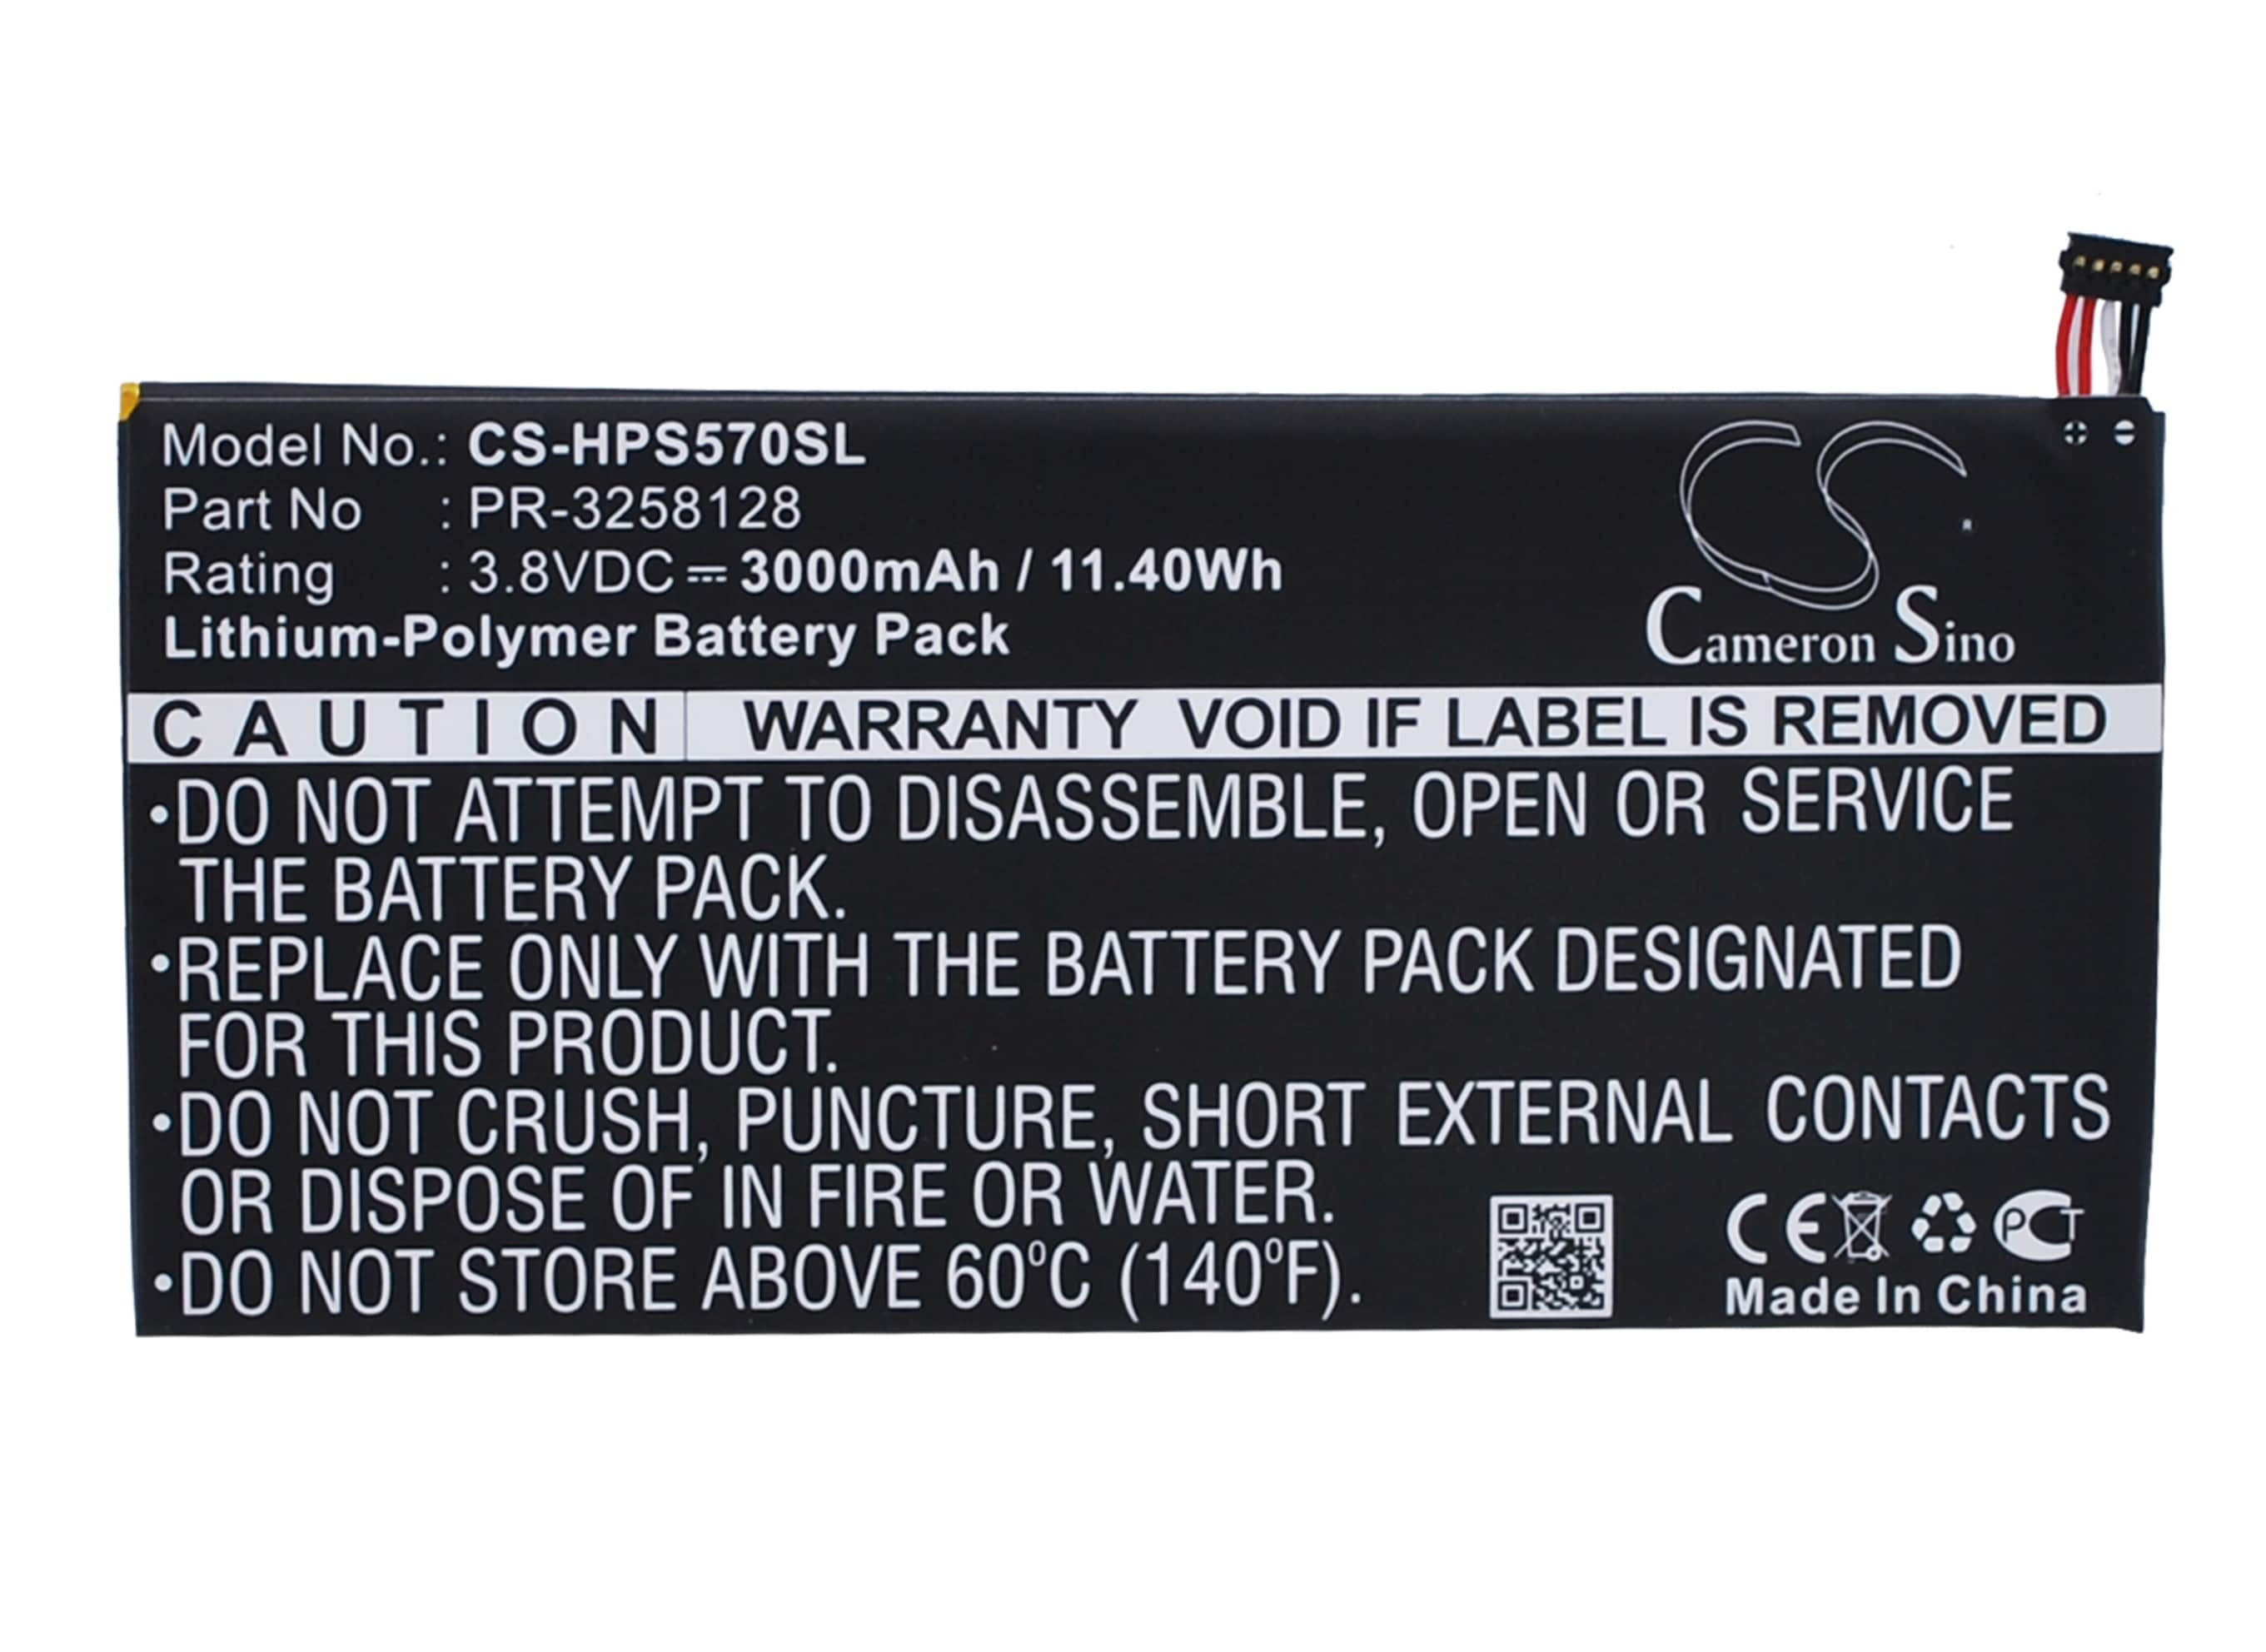 Model No.: CS-HPS570SL
Part No : PR-3258128
Rating : 3.8VDC⎓3000mAh / 11.40Wh
Lithium-Polymer Battery Pack
CS®
Cameron Sino
+ −
CAUTION WARRANTY VOID IF LABEL IS REMOVED
•DO NOT ATTEMPT TO DISASSEMBLE, OPEN OR SERVICE
THE BATTERY PACK.
•REPLACE ONLY WITH THE BATTERY PACK DESIGNATED
FOR THIS PRODUCT.
•DO NOT CRUSH, PUNCTURE, SHORT EXTERNAL CONTACTS
OR DISPOSE OF IN FIRE OR WATER.
•DO NOT STORE ABOVE 60°C (140°F).
CE PCT
Made In China